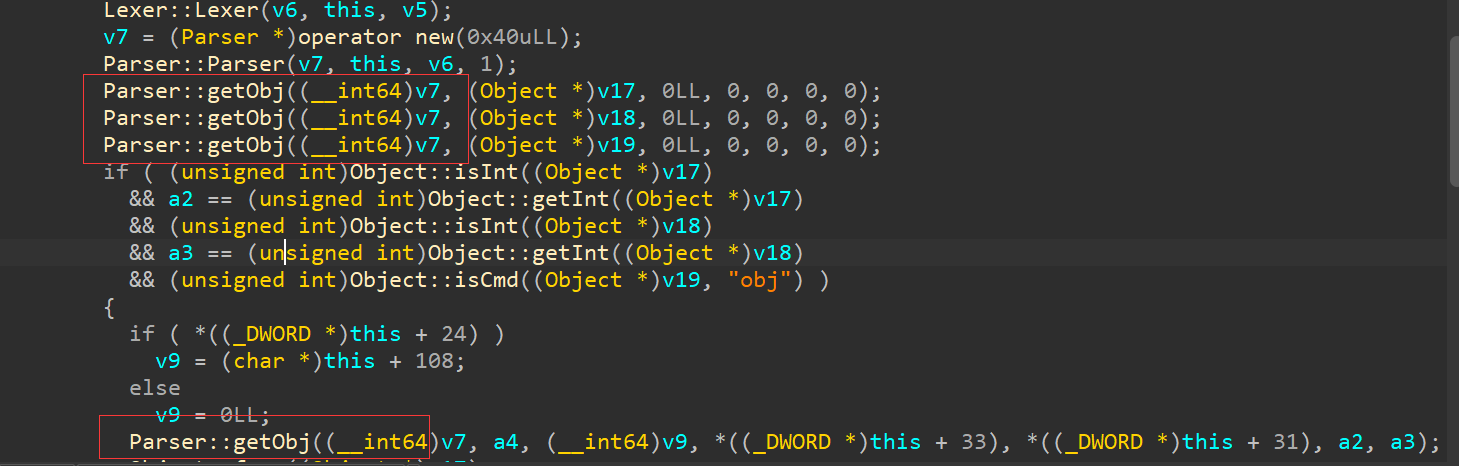 Lexer::Lexer(v6, this, v5);
v7 = (Parser *)operator new(0x40uLL);
Parser::Parser(v7, this, v6, 1);
Parser::getObj((__int64)v7, (Object *)v17, 0LL, 0, 0, 0, 0);
Parser::getObj((__int64)v7, (Object *)v18, 0LL, 0, 0, 0, 0);
Parser::getObj((__int64)v7, (Object *)v19, 0LL, 0, 0, 0, 0);
if ( (unsigned int)Object::isInt((Object *)v17)
&& a2 == (unsigned int)Object::getInt((Object *)v17)
&& (unsigned int)Object::isInt((Object *)v18)
&& a3 == (unsigned int)Object::getInt((Object *)v18)
&& (unsigned int)Object::isCmd((Object *)v19, "obj") )
{
if ( *((_DWORD *)this + 24) )
v9 = (char *)this + 108;
else
v9 = 0LL;
Parser::getObj((__int64)v7, a4, (__int64)v9, *((_DWORD *)this + 33), *((_DWORD *)this + 31), a2, a3);